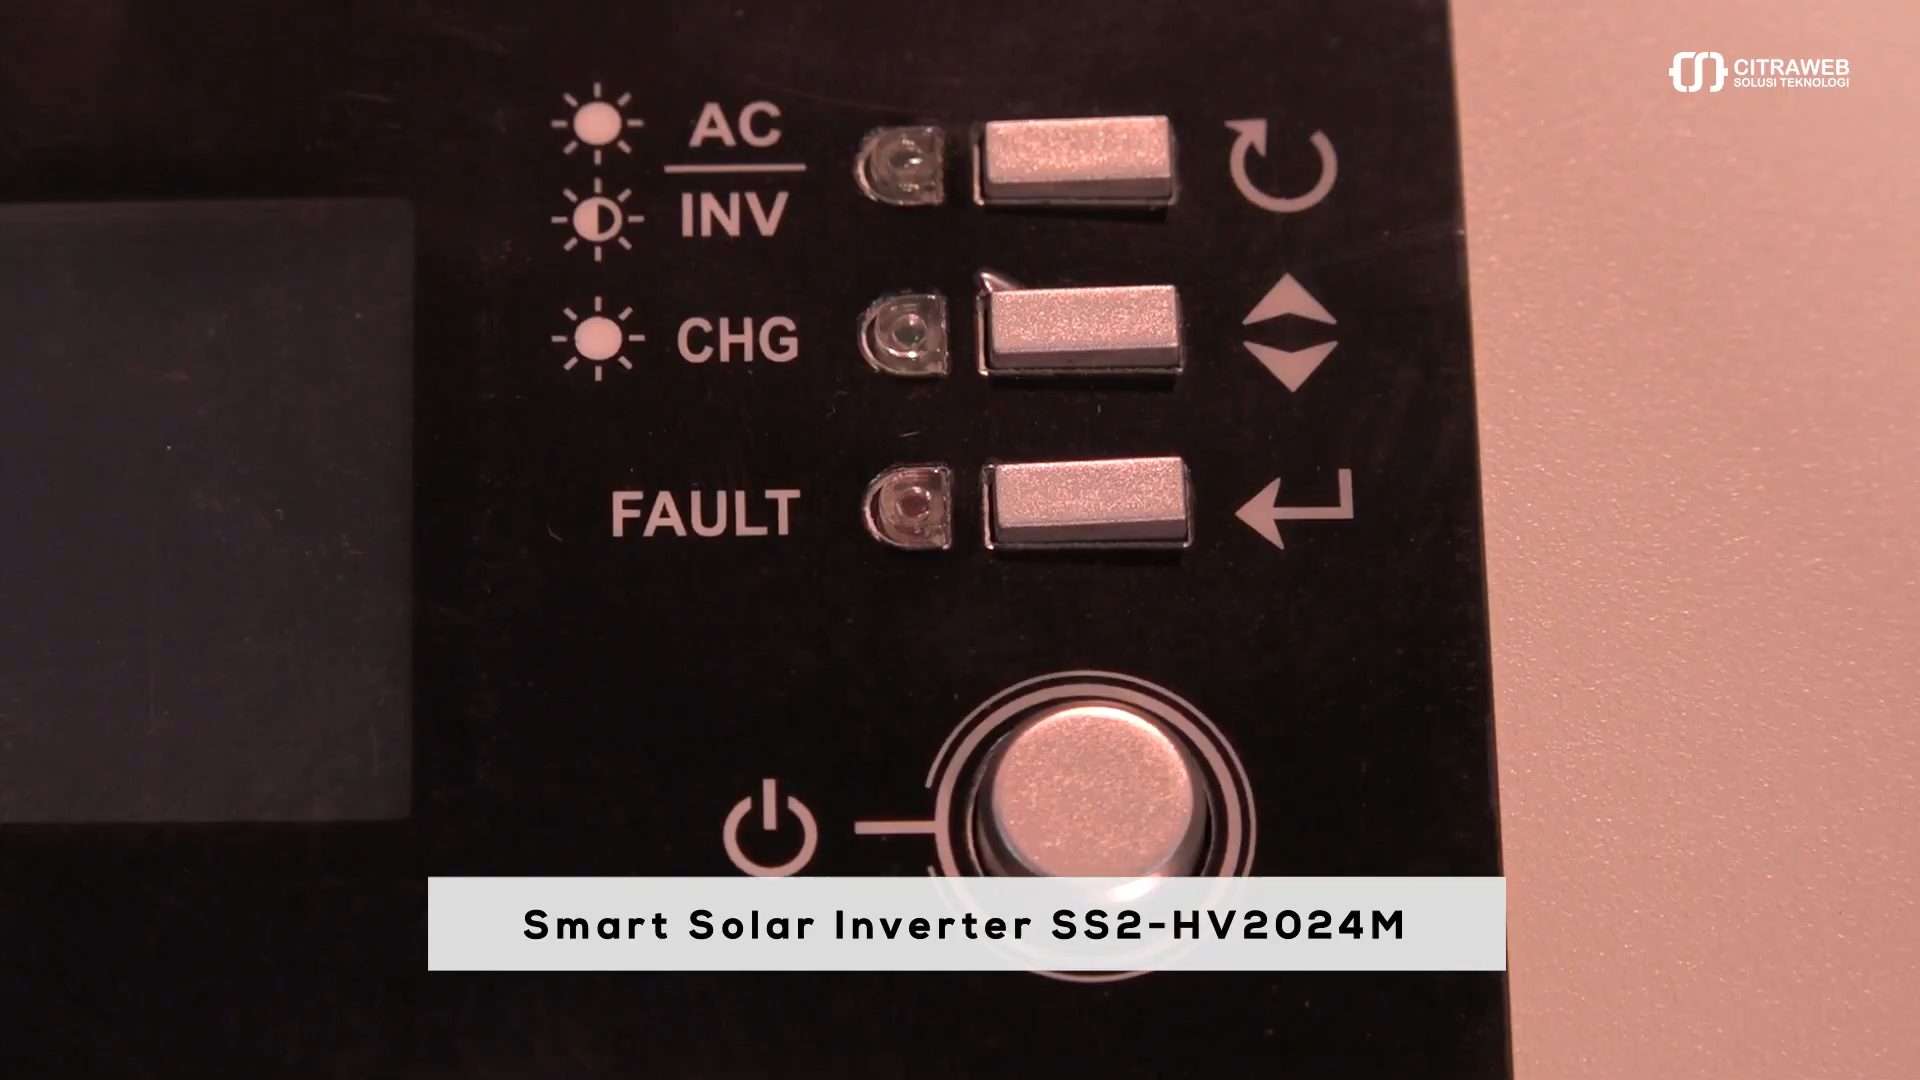 CITRAWEB
SOLUSI TEKNOLOGI
AC
INV
CHG
FAULT
Smart Solar Inverter SS2-HV2024M